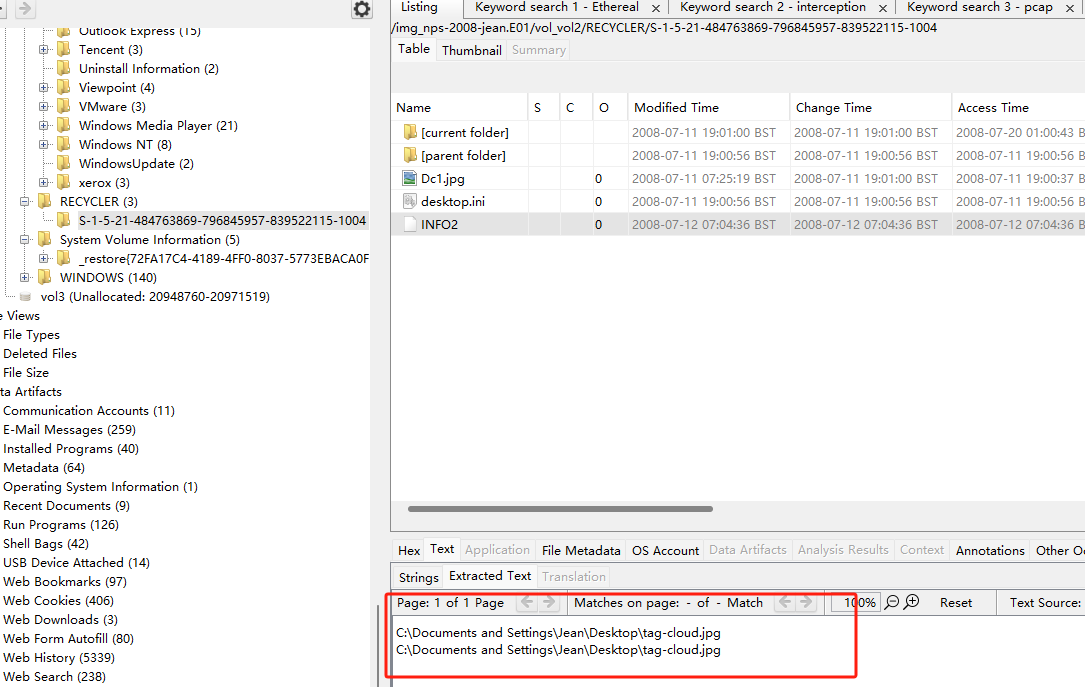 Outlook Express (15)
Tencent (3)
Uninstall Information (2)
Viewpoint (4)
VMware (3)
Windows Media Player (21)
Windows NT (8)
WindowsUpdate (2)
xerox (3)
RECYCLER (3)
S-1-5-21-484763869-796845957-839522115-1004
System Volume Information (5)
_restore{72FA17C4-4189-4FF0-8037-5773EBACA0F
WINDOWS (140)
vol3 (Unallocated: 20948760-20971519)
e Views
File Types
Deleted Files
File Size
ta Artifacts
Communication Accounts (11)
E-Mail Messages (259)
Installed Programs (40)
Metadata (64)
Operating System Information (1)
Recent Documents (9)
Run Programs (126)
Shell Bags (42)
USB Device Attached (14)
Web Bookmarks (97)
Web Cookies (406)
Web Downloads (3)
Web Form Autofill (80)
Web History (5339)
Web Search (238)
Listing Keyword search 1 - Ethereal Keyword search 2 - interception Keyword search 3 - pcap
/img_nps-2008-jean.E01/vol_vol2/RECYCLER/S-1-5-21-484763869-796845957-839522115-1004
Table Thumbnail Summary
Name S C O Modified Time Change Time Access Time
[current folder] 2008-07-11 19:01:00 BST 2008-07-11 19:01:00 BST 2008-07-20 01:00:43 B
[parent folder] 2008-07-11 19:00:56 BST 2008-07-11 19:00:56 BST 2008-07-11 19:00:56 B
Dc1.jpg 0 2008-07-11 07:25:19 BST 2008-07-11 19:01:00 BST 2008-07-11 19:00:37 B
desktop.ini 0 2008-07-11 19:00:56 BST 2008-07-11 19:00:56 BST 2008-07-11 19:00:56 B
INFO2 0 2008-07-12 07:04:36 BST 2008-07-12 07:04:36 BST 2008-07-12 07:04:36 B
Hex Text Application File Metadata OS Account Data Artifacts Analysis Results Context Annotations Other Oc
Strings Extracted Text Translation
Page: 1 of 1 Page Matches on page: - of - Match 100% Reset Text Source:
C:\Documents and Settings\Jean\Desktop\tag-cloud.jpg
C:\Documents and Settings\Jean\Desktop\tag-cloud.jpg